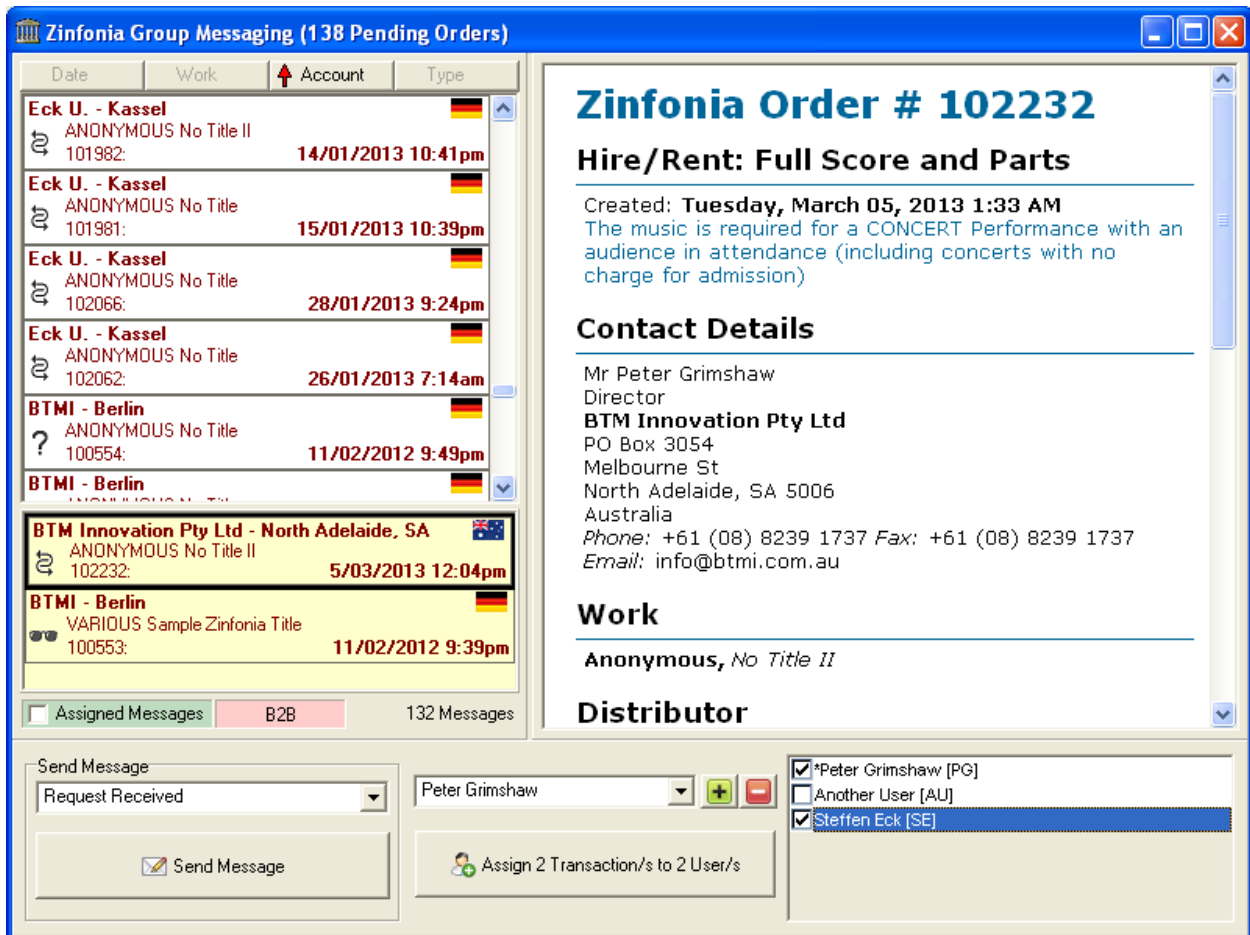 Zinfonia Group Messaging (138 Pending Orders)
Date Work Account Type
Eck U. - Kassel
ANONYMOUS No Title II
101982: 14/01/2013 10:41pm
Eck U. - Kassel
ANONYMOUS No Title
101981: 15/01/2013 10:39pm
Eck U. - Kassel
ANONYMOUS No Title
102066: 28/01/2013 9:24pm
Eck U. - Kassel
ANONYMOUS No Title
102062: 26/01/2013 7:14am
BTMI - Berlin
ANONYMOUS No Title
? 100554: 11/02/2012 9:49pm
BTMI - Berlin
BTM Innovation Pty Ltd - North Adelaide, SA
ANONYMOUS No Title II
102232: 5/03/2013 12:04pm
BTMI - Berlin
VARIOUS Sample Zinfonia Title
100553: 11/02/2012 9:39pm
Assigned Messages B2B 132 Messages
Zinfonia Order # 102232
Hire/Rent: Full Score and Parts
Created: Tuesday, March 05, 2013 1:33 AM
The music is required for a CONCERT Performance with an
audience in attendance (including concerts with no
charge for admission)
Contact Details
Mr Peter Grimshaw
Director
BTM Innovation Pty Ltd
PO Box 3054
Melbourne St
North Adelaide, SA 5006
Australia
Phone: +61 (08) 8239 1737 Fax: +61 (08) 8239 1737
Email: info@btmi.com.au
Work
Anonymous, No Title II
Distributor
Send Message
Request Received
Send Message
Peter Grimshaw
Assign 2 Transaction/s to 2 User/s
*Peter Grimshaw [PG]
Another User [AU]
Steffen Eck [SE]